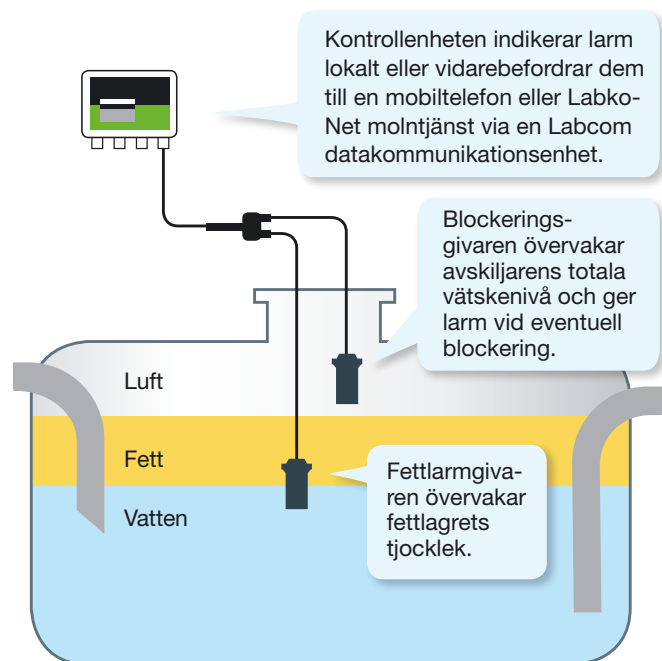 Kontrollenheten indikerar larm
lokalt eller vidarebefordrar dem
till en mobiltelefon eller Labko-
Net molntjänst via en Labcom
datakommunikationsenhet.
Blockerings-
givaren övervakar
avskiljarens totala
vätskenivå och ger
larm vid eventuell
blockering.
Luft
Fett
Vatten
Fettlarmgiva-
ren övervakar
fettlagrets
tjocklek.